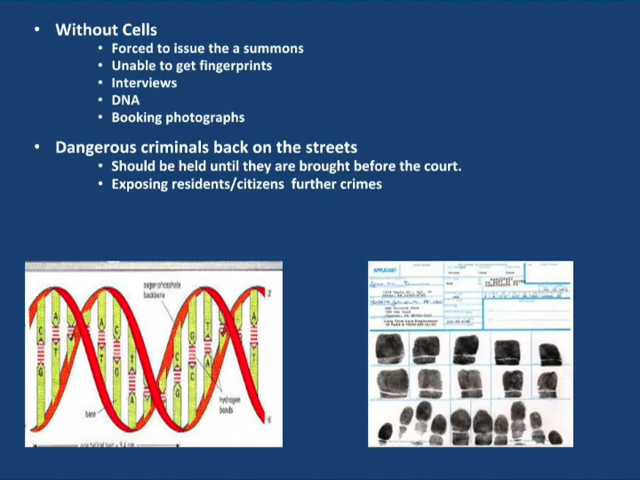 • Without Cells
• Forced to issue the a summons
• Unable to get fingerprints
• Interviews
• DNA
• Booking photographs
• Dangerous criminals back on the streets
• Should be held until they are brought before the court.
• Exposing residents/citizens  further crimes
sugar-phosphate
backbone
3'
base
hydrogen
bonds
5'
APPLICANT